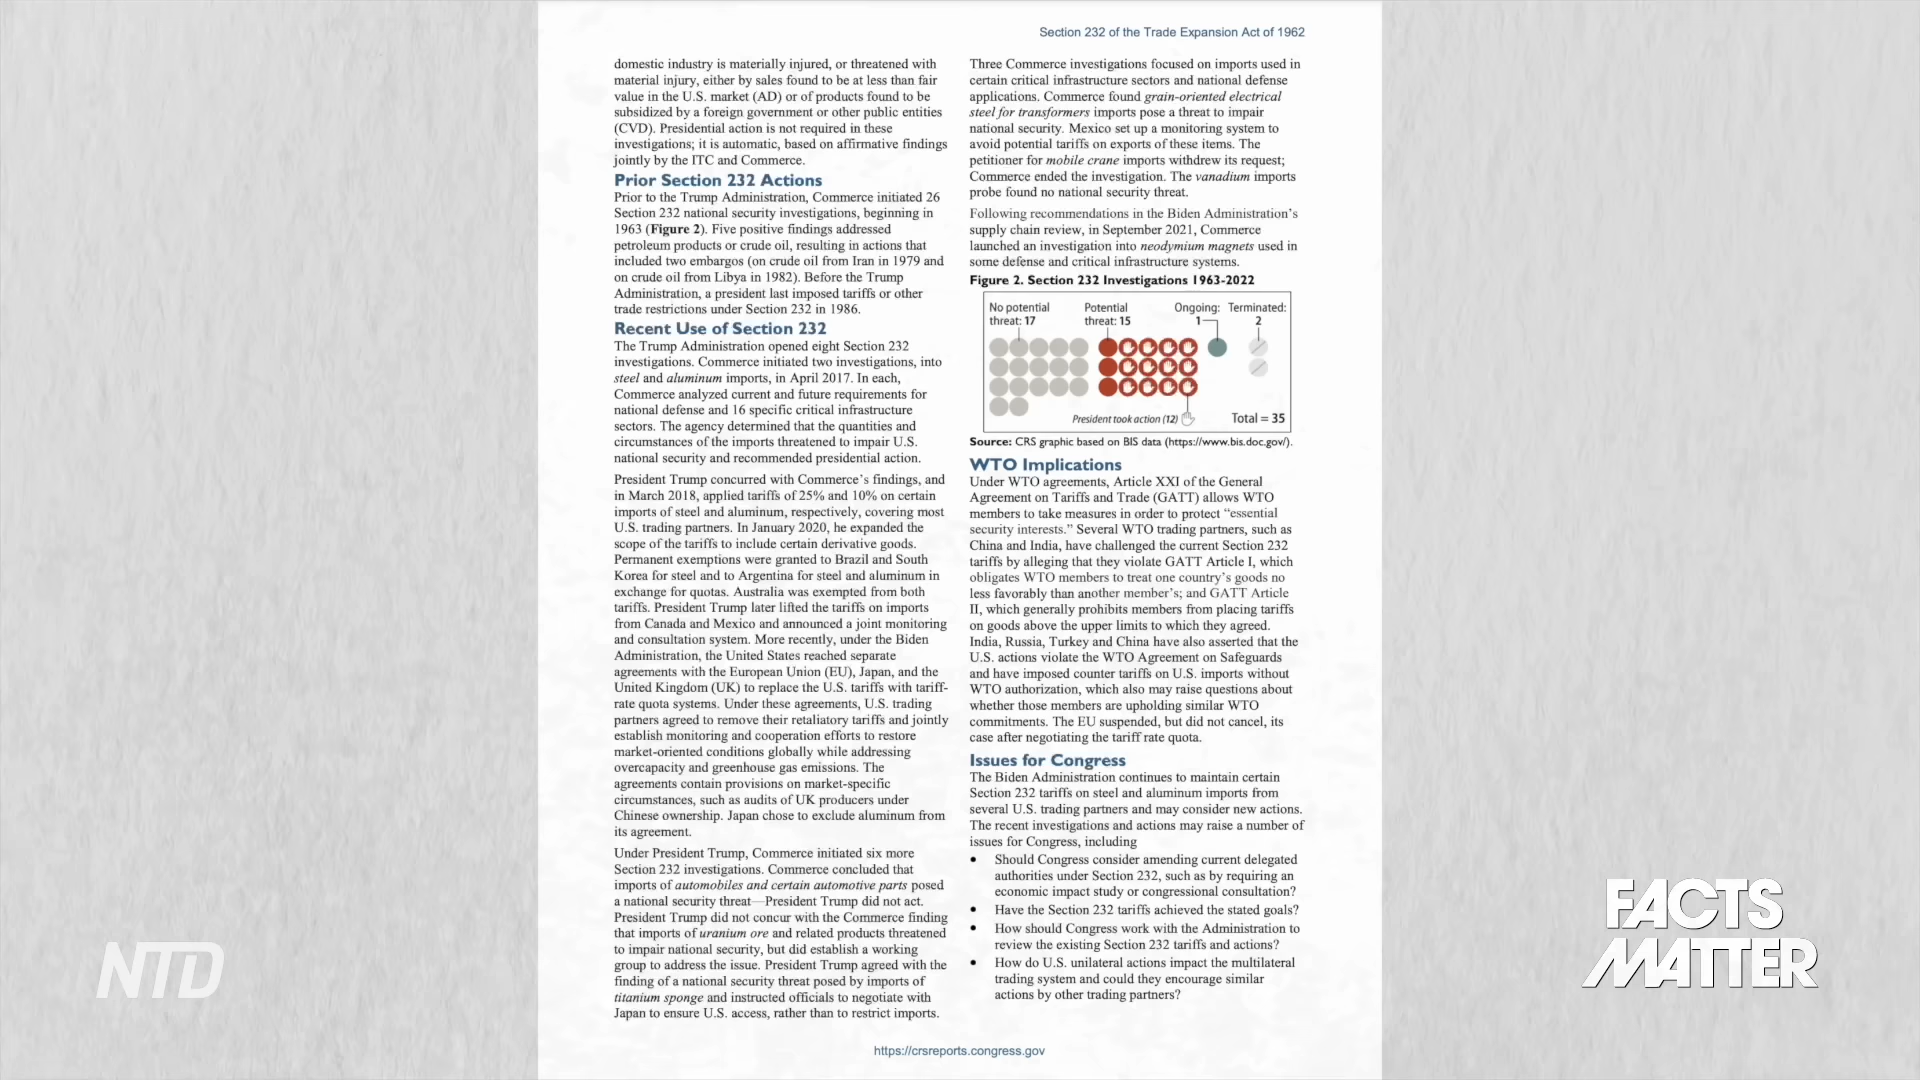 Section 232 of the Trade Expansion Act of 1962
domestic industry is materially injured, or threatened with
material injury, either by sales found to be at less than fair
value in the U.S. market (AD) or of products found to be
subsidized by a foreign government or other public entities
(CVD). Presidential action is not required in these
investigations; it is automatic, based on affirmative findings
jointly by the ITC and Commerce.
Prior Section 232 Actions
Prior to the Trump Administration, Commerce initiated 26
Section 232 national security investigations, beginning in
1963 (Figure 2). Five positive findings addressed
petroleum products or crude oil, resulting in actions that
included two embargos (on crude oil from Iran in 1979 and
on crude oil from Libya in 1982). Before the Trump
Administration, a president last imposed tariffs or other
trade restrictions under Section 232 in 1986.
Recent Use of Section 232
The Trump Administration opened eight Section 232
investigations. Commerce initiated two investigations, into
steel and aluminum imports, in April 2017. In each,
Commerce analyzed current and future requirements for
national defense and 16 specific critical infrastructure
sectors. The agency determined that the quantities and
circumstances of the imports threatened to impair U.S.
national security and recommended presidential action.
President Trump concurred with Commerce's findings, and
in March 2018, applied tariffs of 25% and 10% on certain
imports of steel and aluminum, respectively, covering most
U.S. trading partners. In January 2020, he expanded the
scope of the tariffs to include certain derivative goods.
Permanent exemptions were granted to Brazil and South
Korea for steel and to Argentina for steel and aluminum in
exchange for quotas. Australia was exempted from both
tariffs. President Trump later lifted the tariffs on imports
from Canada and Mexico and announced a joint monitoring
and consultation system. More recently, under the Biden
Administration, the United States reached separate
agreements with the European Union (EU), Japan, and the
United Kingdom (UK) to replace the U.S. tariffs with tariff-
rate quota systems. Under these agreements, U.S. trading
partners agreed to remove their retaliatory tariffs and jointly
establish monitoring and cooperation efforts to restore
market-oriented conditions globally while addressing
overcapacity and greenhouse gas emissions. The
agreements contain provisions on market-specific
circumstances, such as audits of UK producers under
Chinese ownership. Japan chose to exclude aluminum from
its agreement.
Under President Trump, Commerce initiated six more
Section 232 investigations. Commerce concluded that
imports of automobiles and certain automotive parts posed
a national security threat—President Trump did not act.
President Trump did not concur with the Commerce finding
that imports of uranium ore and related products threatened
to impair national security, but did establish a working
group to address the issue. President Trump agreed with the
finding of a national security threat posed by imports of
titanium sponge and instructed officials to negotiate with
Japan to ensure U.S. access, rather than to restrict imports.
Three Commerce investigations focused on imports used in
certain critical infrastructure sectors and national defense
applications. Commerce found grain-oriented electrical
steel for transformers imports pose a threat to impair
national security. Mexico set up a monitoring system to
avoid potential tariffs on exports of these items. The
petitioner for mobile crane imports withdrew its request;
Commerce ended the investigation. The vanadium imports
probe found no national security threat.
Following recommendations in the Biden Administration's
supply chain review, in September 2021, Commerce
launched an investigation into neodymium magnets used in
some defense and critical infrastructure systems.
Figure 2. Section 232 Investigations 1963-2022
No potential
threat: 17
Potential
threat: 15
Ongoing:
1
Terminated:
2
President took action (12)
Total = 35
Source: CRS graphic based on BIS data (https://www.bis.doc.gov/).
WTO Implications
Under WTO agreements, Article XXI of the General
Agreement on Tariffs and Trade (GATT) allows WTO
members to take measures in order to protect “essential
security interests.” Several WTO trading partners, such as
China and India, have challenged the current Section 232
tariffs by alleging that they violate GATT Article I, which
obligates WTO members to treat one country's goods no
less favorably than another member's; and GATT Article
II, which generally prohibits members from placing tariffs
on goods above the upper limits to which they agreed.
India, Russia, Turkey and China have also asserted that the
U.S. actions violate the WTO Agreement on Safeguards
and have imposed counter tariffs on U.S. imports without
WTO authorization, which also may raise questions about
whether those members are upholding similar WTO
commitments. The EU suspended, but did not cancel, its
case after negotiating the tariff rate quota.
Issues for Congress
The Biden Administration continues to maintain certain
Section 232 tariffs on steel and aluminum imports from
several U.S. trading partners and may consider new actions.
The recent investigations and actions may raise a number of
issues for Congress, including
• Should Congress consider amending current delegated
authorities under Section 232, such as by requiring an
economic impact study or congressional consultation?
• Have the Section 232 tariffs achieved the stated goals?
• How should Congress work with the Administration to
review the existing Section 232 tariffs and actions?
• How do U.S. unilateral actions impact the multilateral
trading system and could they encourage similar
actions by other trading partners?
https://crsreports.congress.gov
NTD
FACTS
MATTER